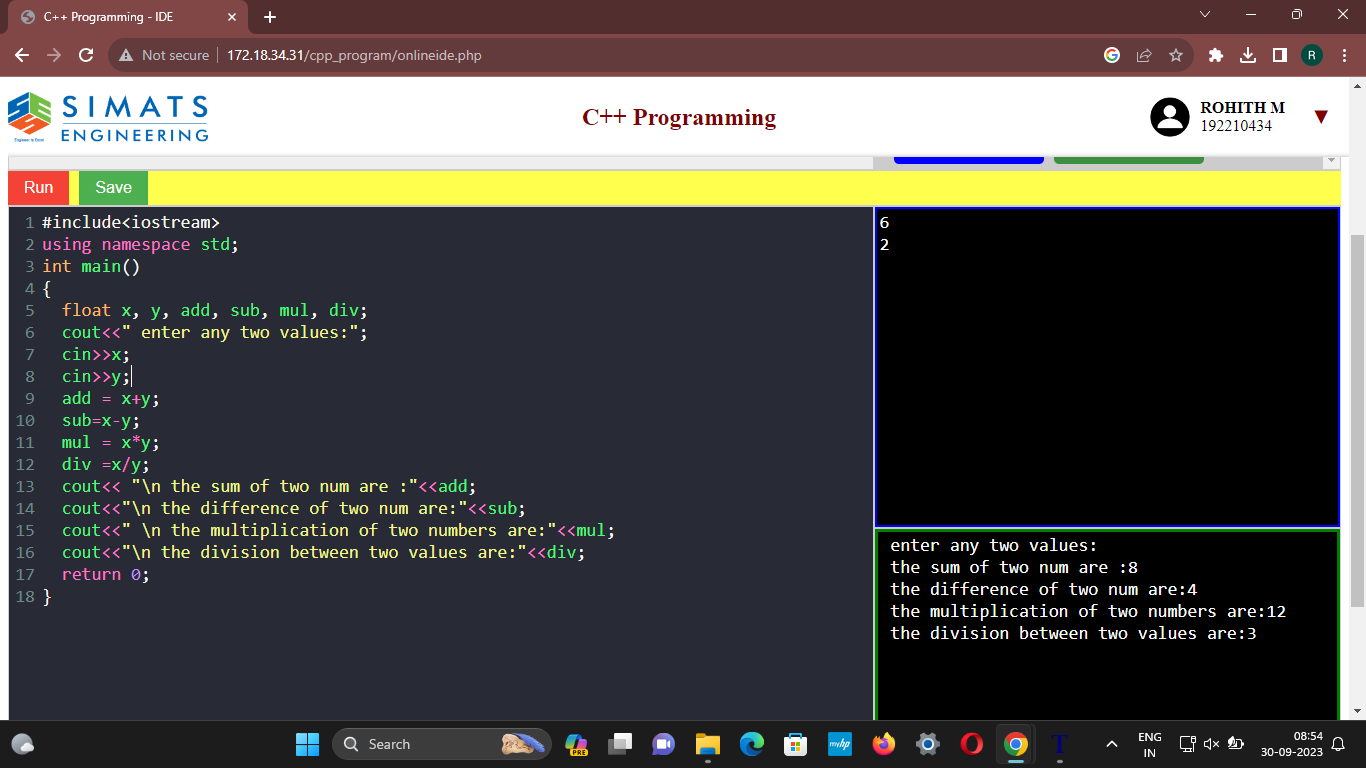 C++ Programming - IDE
Not secure 172.18.34.31/cpp_program/onlineide.php
R
SIMATS
ENGINEERING
Engineer to Excel
C++ Programming
ROHITH M
192210434
Run Save
1 #include<iostream>
2 using namespace std;
3 int main()
4 {
5 float x, y, add, sub, mul, div;
6 cout<<" enter any two values:";
7 cin>>x;
8 cin>>y;
9 add = x+y;
10 sub=x-y;
11 mul = x*y;
12 div =x/y;
13 cout<< "\n the sum of two num are :"<<add;
14 cout<<"\n the difference of two num are:"<<sub;
15 cout<<" \n the multiplication of two numbers are:"<<mul;
16 cout<<"\n the division between two values are:"<<div;
17 return 0;
18 }
6
2
enter any two values:
the sum of two num are :8
the difference of two num are:4
the multiplication of two numbers are:12
the division between two values are:3
Search
PRE
myhp
T
ENG
IN
08:54
30-09-2023